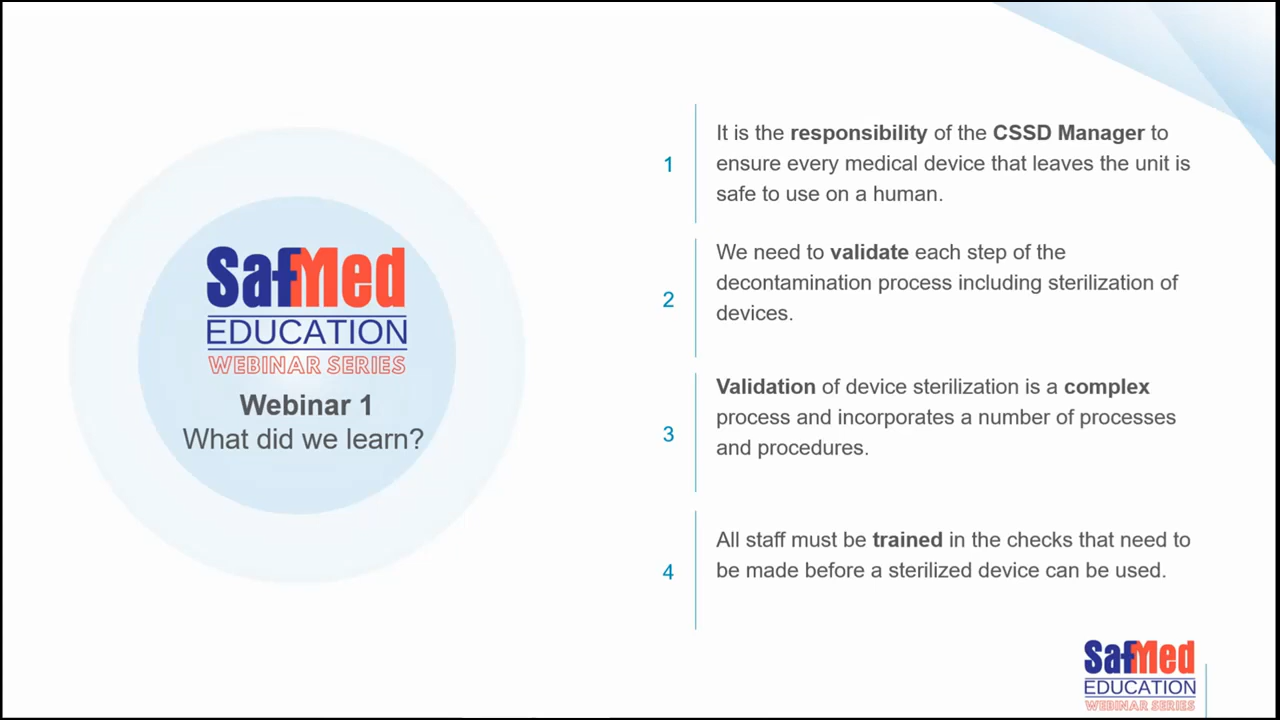 SafMed
EDUCATION
WEBINAR SERIES
Webinar 1
What did we learn?
1
It is the responsibility of the CSSD Manager to
ensure every medical device that leaves the unit is
safe to use on a human.
2
We need to validate each step of the
decontamination process including sterilization of
devices.
3
Validation of device sterilization is a complex
process and incorporates a number of processes
and procedures.
4
All staff must be trained in the checks that need to
be made before a sterilized device can be used.
SafMed
EDUCATION
WEBINAR SERIES